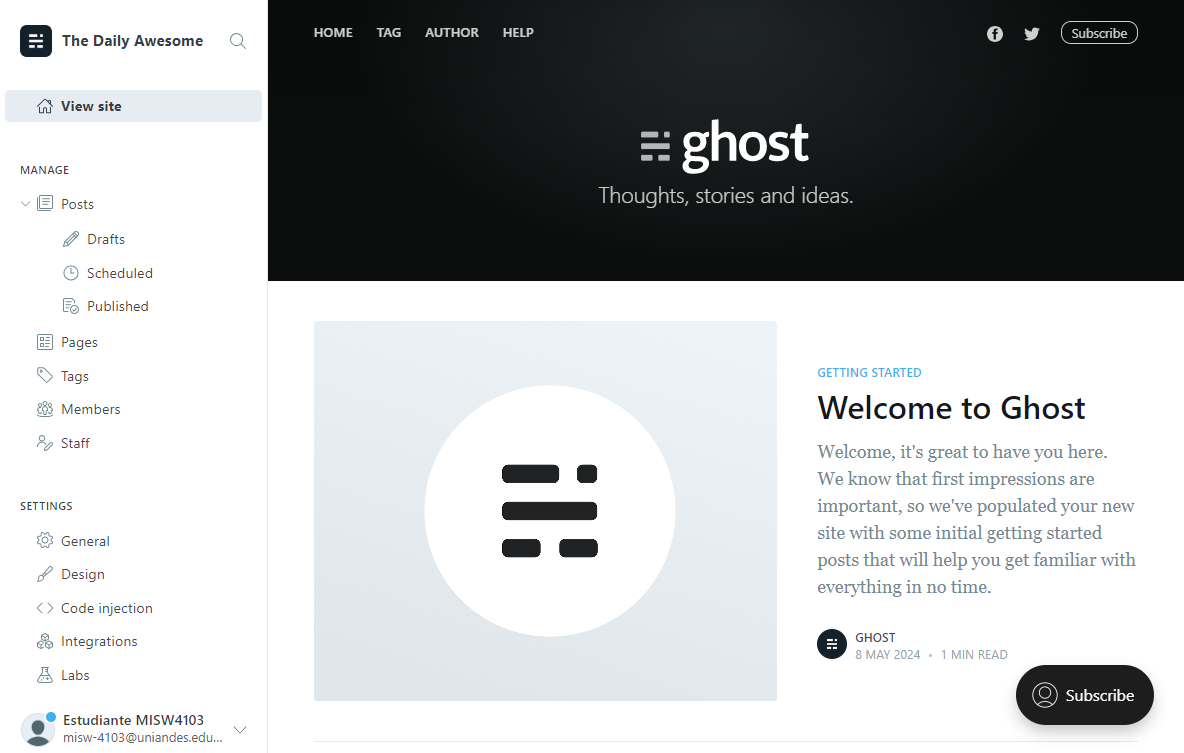 The Daily Awesome
View site
MANAGE
Posts
Drafts
Scheduled
Published
Pages
Tags
Members
Staff
SETTINGS
General
Design
Code injection
Integrations
Labs
Estudiante MISW4103
misw-4103@uniandes.edu...
HOME TAG AUTHOR HELP
Subscribe
ghost
Thoughts, stories and ideas.
GETTING STARTED
Welcome to Ghost
Welcome, it's great to have you here.
We know that first impressions are
important, so we've populated your new
site with some initial getting started
posts that will help you get familiar with
everything in no time.
GHOST
8 MAY 2024 • 1 MIN READ
Subscribe